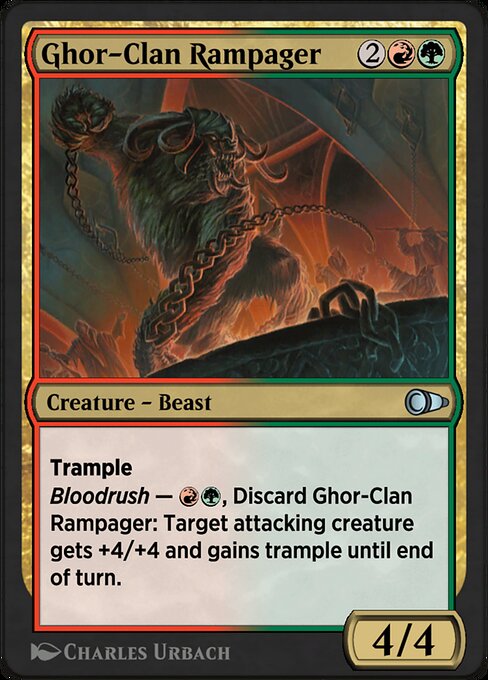 Ghor-Clan Rampager 2
Creature – Beast
Trample
Bloodrush — , Discard Ghor-Clan
Rampager: Target attacking creature
gets +4/+4 and gains trample until end
of turn.
4/4
Charles Urbach